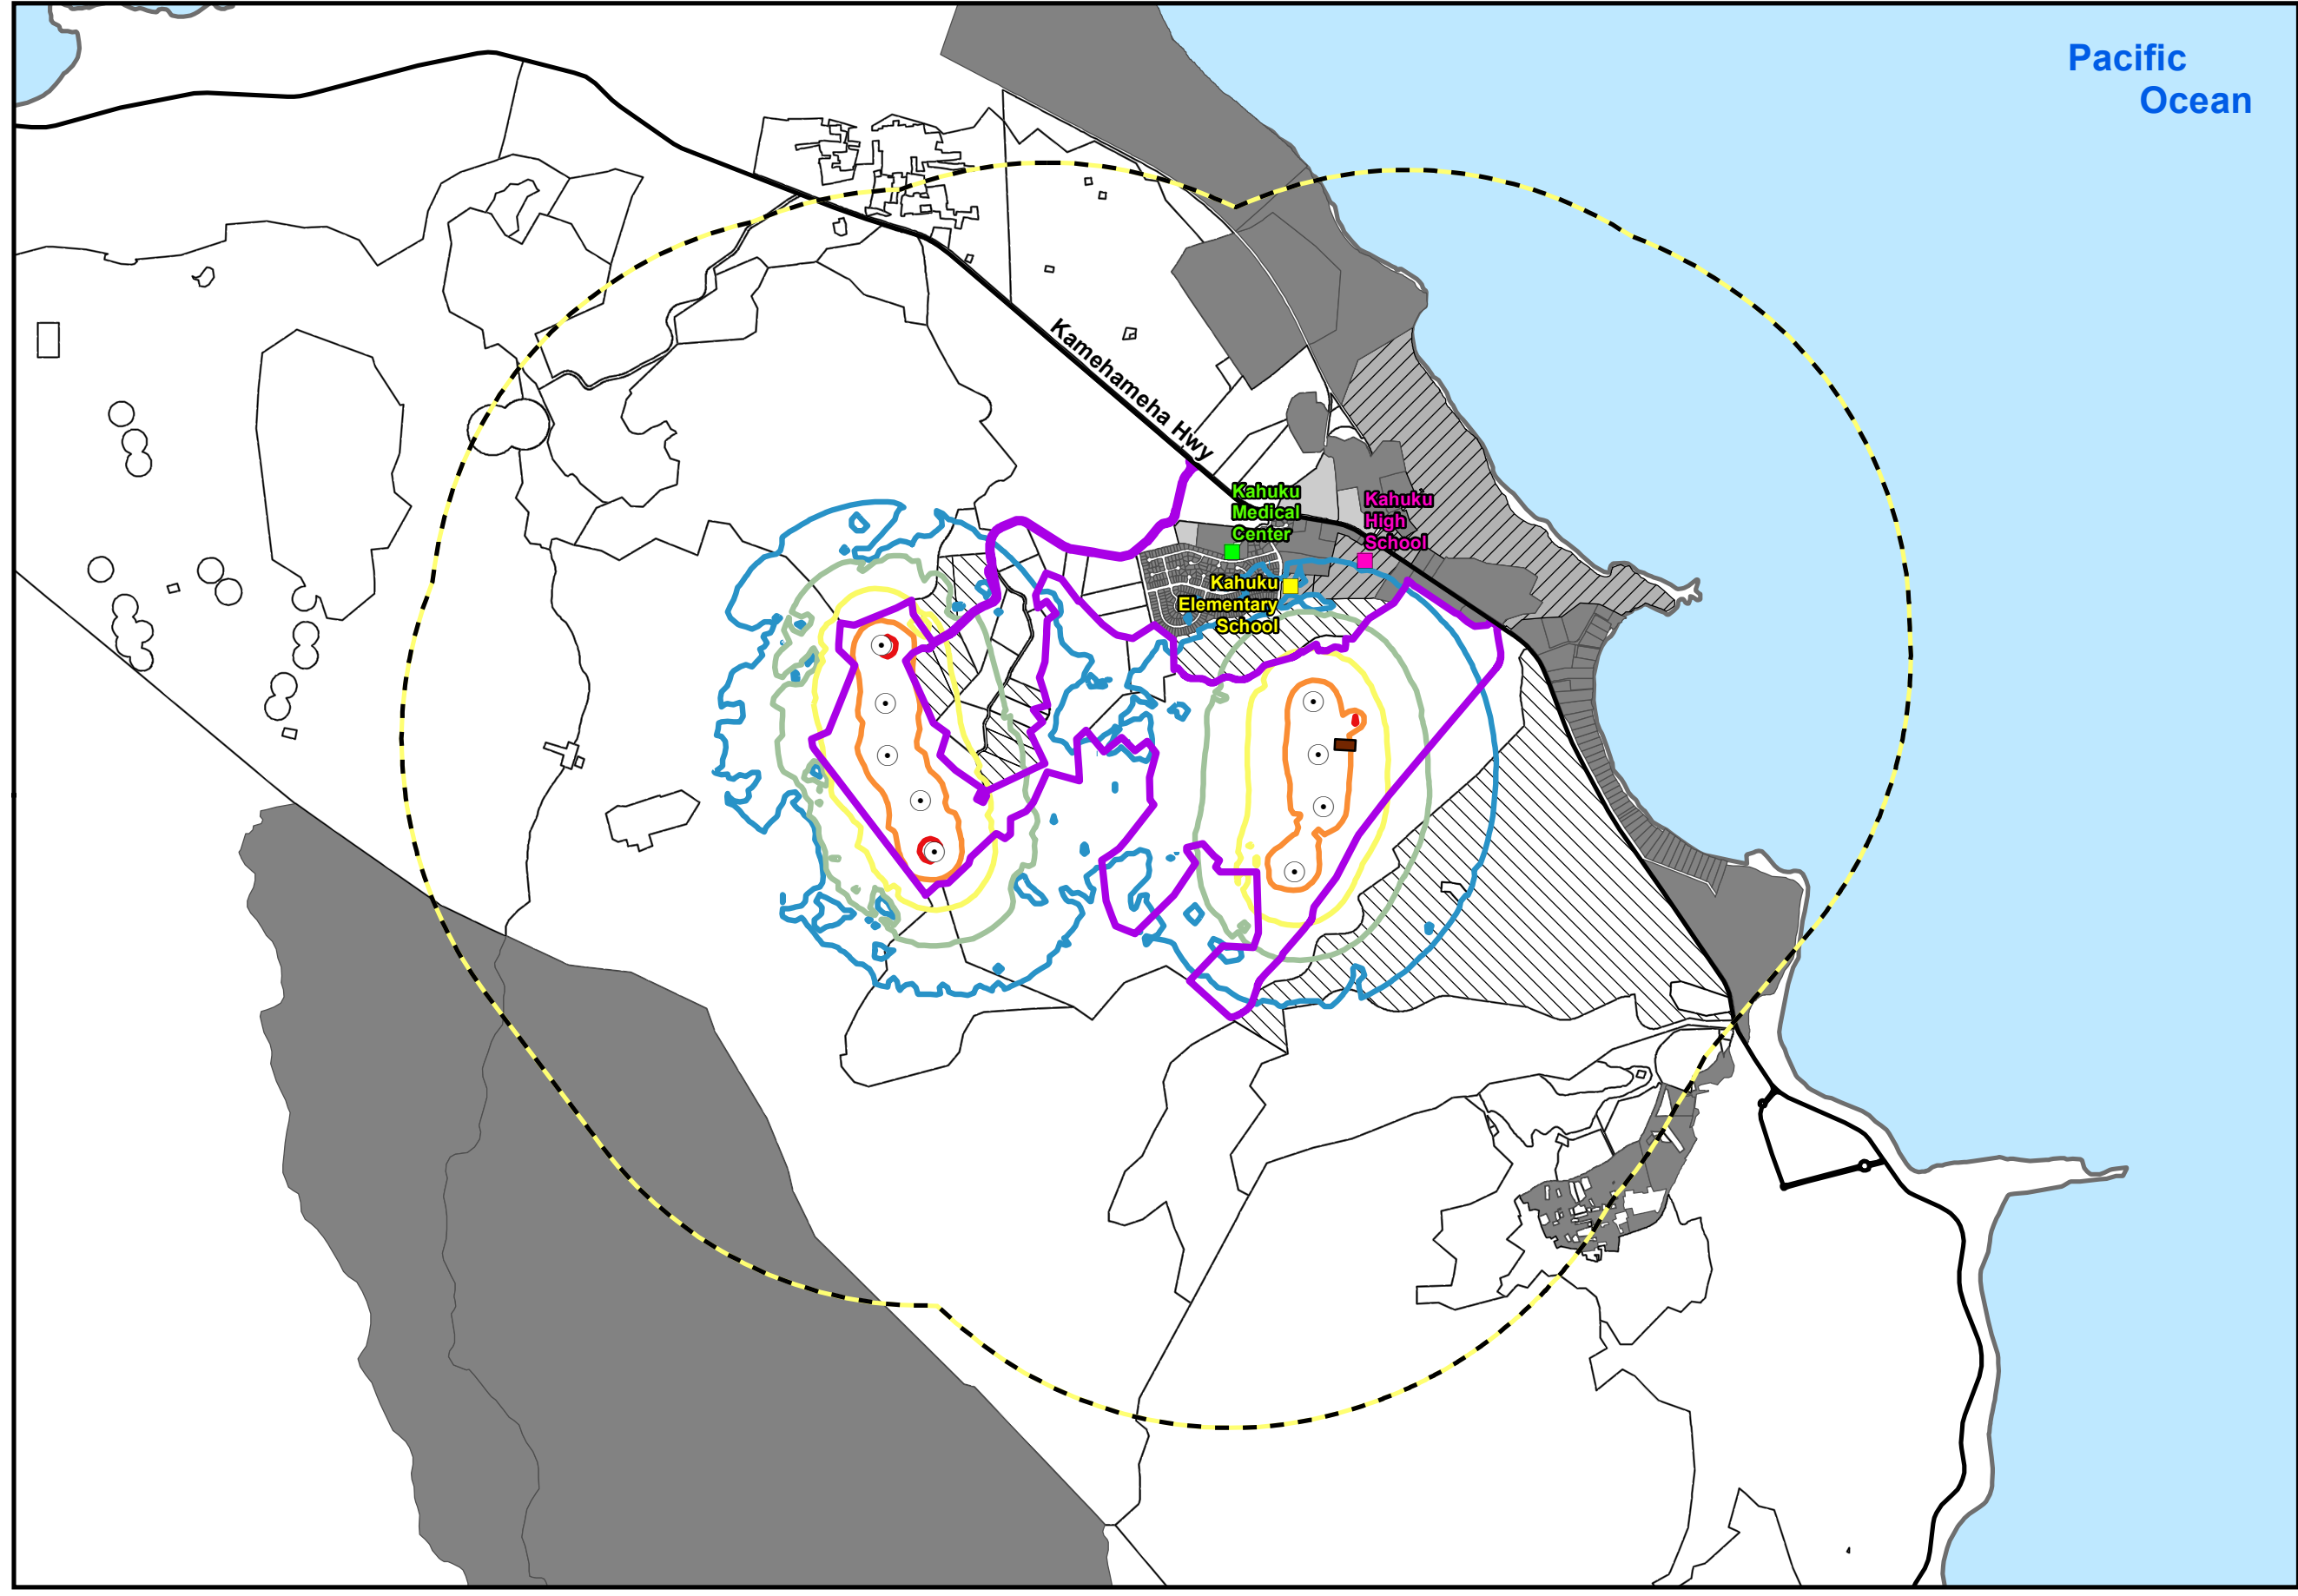 Pacific
Ocean
Kamehameha Hwy
Kahuku
Medical
Center
Kahuku
High
School
Kahuku
Elementary
School